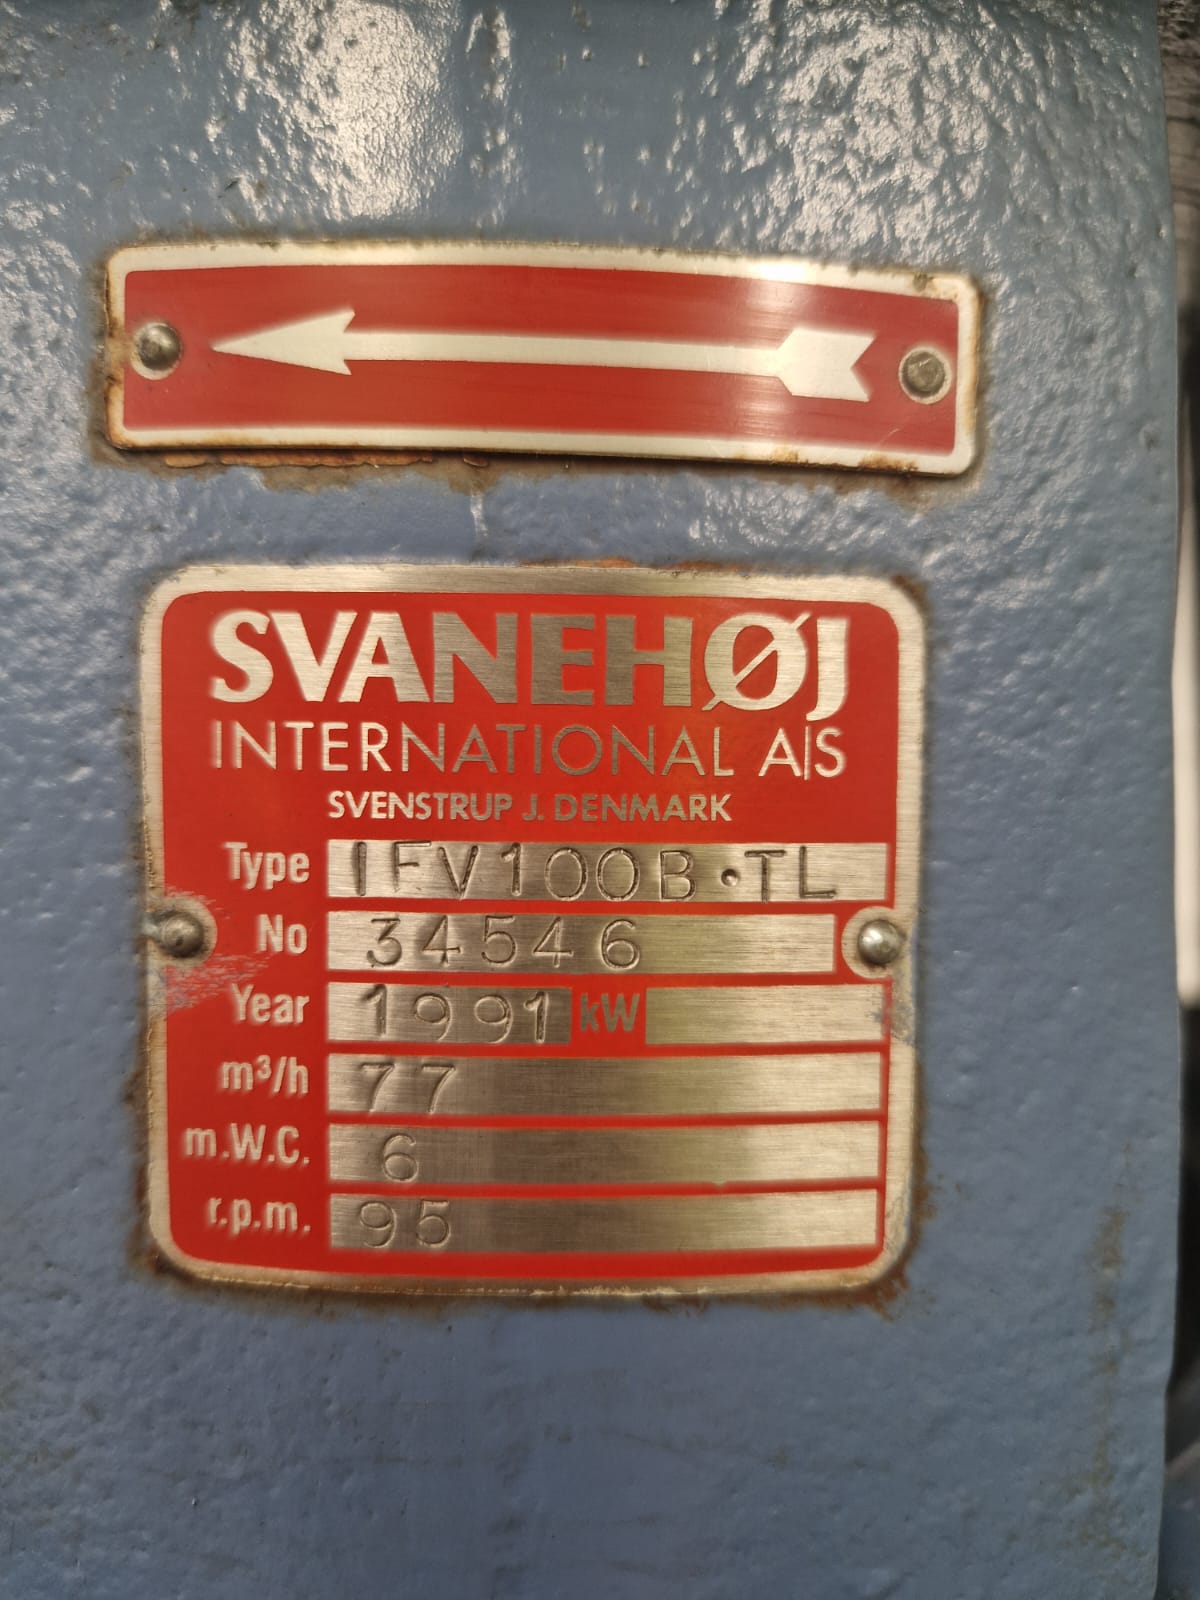 SVANEHØJ
INTERNATIONAL A/S
SVENSTRUP J. DENMARK
Type IFV100B·TL
No 34546
Year 1991 kW
m³/h 77
m.W.C. 6
r.p.m. 95